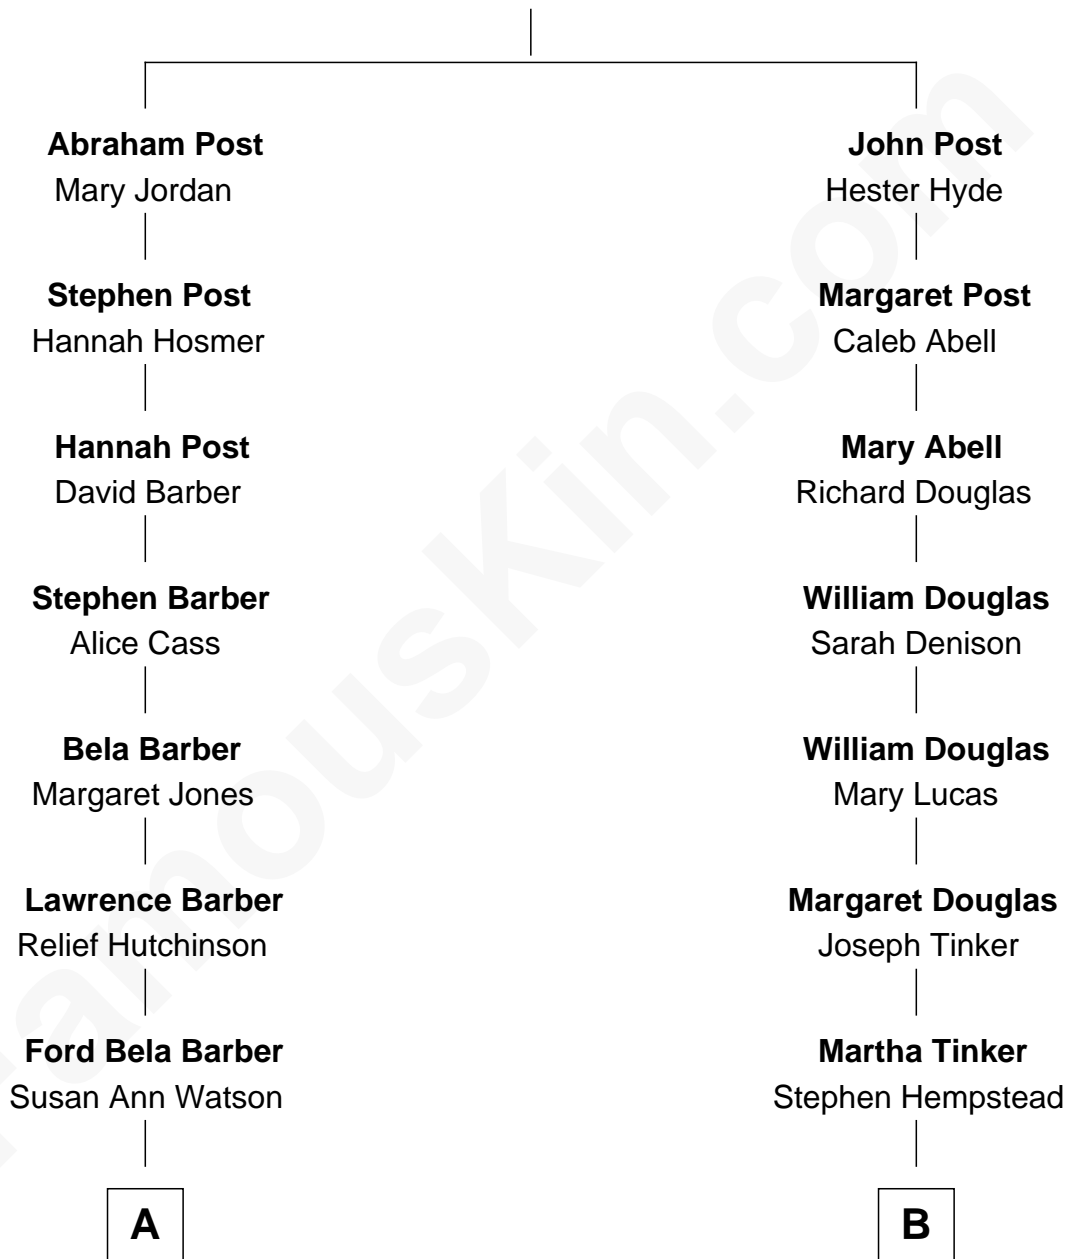 Abraham Post
Mary Jordan
Stephen Post
Hannah Hosmer
Hannah Post
David Barber
Stephen Barber
Alice Cass
Bela Barber
Margaret Jones
Lawrence Barber
Relief Hutchinson
Ford Bela Barber
Susan Ann Watson
A
John Post
Hester Hyde
Margaret Post
Caleb Abell
Mary Abell
Richard Douglas
William Douglas
Sarah Denison
William Douglas
Mary Lucas
Margaret Douglas
Joseph Tinker
Martha Tinker
Stephen Hempstead
B
FamousKin.com